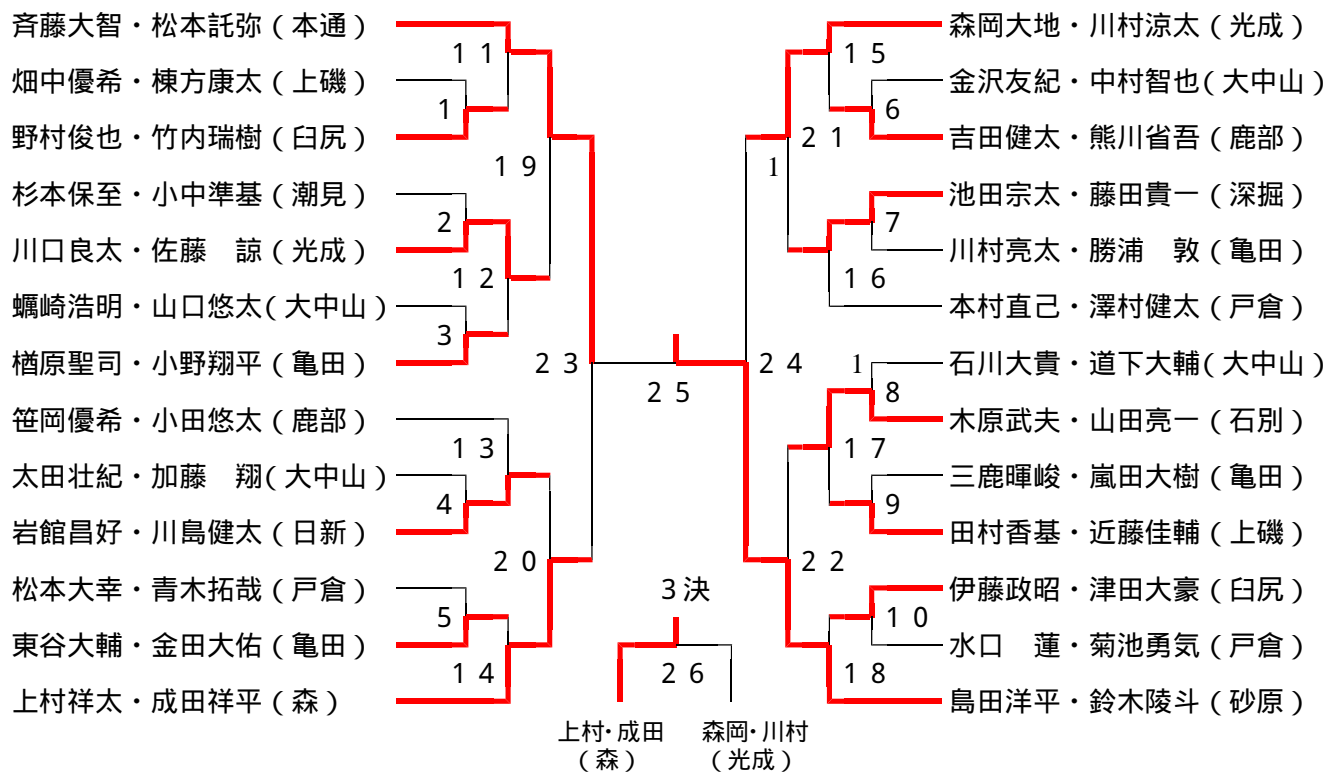 斉藤大智・松本託弥(本通)
畑中優希・棟方康太(上磯)
野村俊也・竹内瑞樹(臼尻)
杉本保至・小中準基(潮見)
川口良太・佐藤　諒(光成)
蠣崎浩明・山口悠太(大中山)
楢原聖司・小野翔平(亀田)
笹岡優希・小田悠太(鹿部)
太田壮紀・加藤　翔(大中山)
岩館昌好・川島健太(日新)
松本大幸・青木拓哉(戸倉)
東谷大輔・金田大佑(亀田)
上村祥太・成田祥平(森)
11
1
19
2
12
3
23
13
4
20
5
14
25
3決
26
上村・成田
(森)
森岡・川村
(光成)
15
6
21
1
7
16
24
1
8
17
9
22
10
18
森岡大地・川村涼太(光成)
金沢友紀・中村智也(大中山)
吉田健太・熊川省吾(鹿部)
池田宗太・藤田貴一(深掘)
川村亮太・勝浦　敦(亀田)
本村直己・澤村健太(戸倉)
石川大貴・道下大輔(大中山)
木原武夫・山田亮一(石別)
三鹿暉峻・嵐田大樹(亀田)
田村香基・近藤佳輔(上磯)
伊藤政昭・津田大豪(臼尻)
水口　蓮・菊池勇気(戸倉)
島田洋平・鈴木陵斗(砂原)